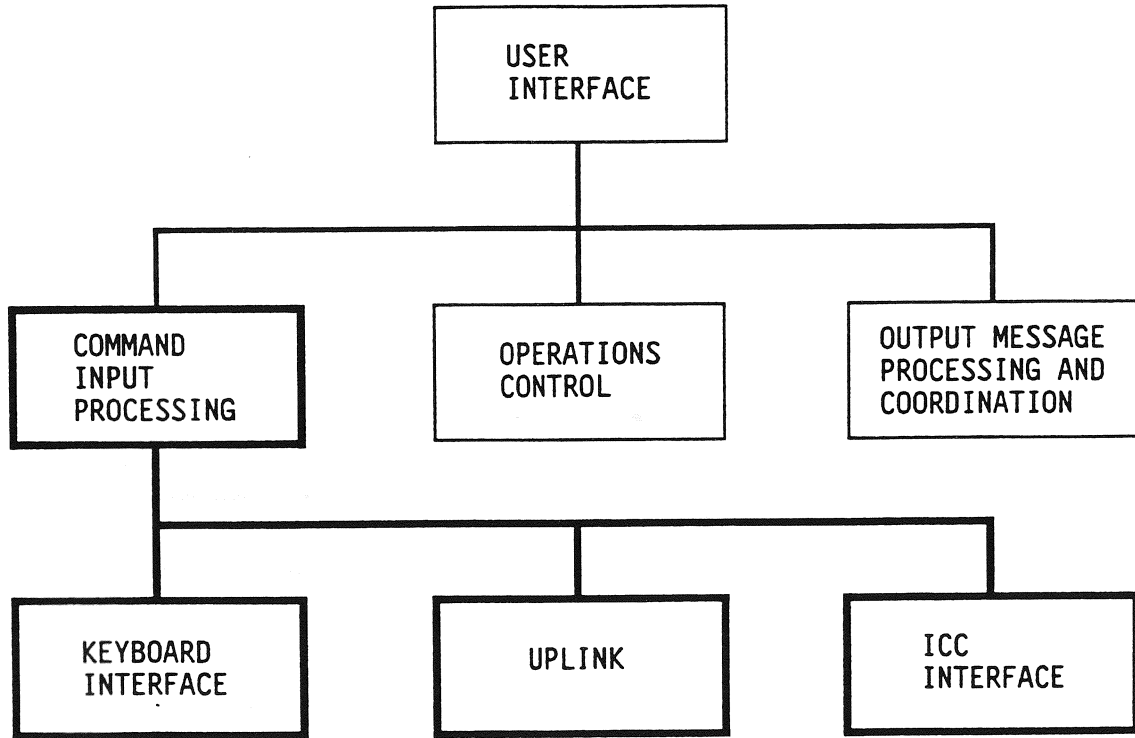 USER
INTERFACE
COMMAND
INPUT
PROCESSING
OPERATIONS
CONTROL
OUTPUT MESSAGE
PROCESSING AND
COORDINATION
KEYBOARD
INTERFACE
UPLINK
ICC
INTERFACE